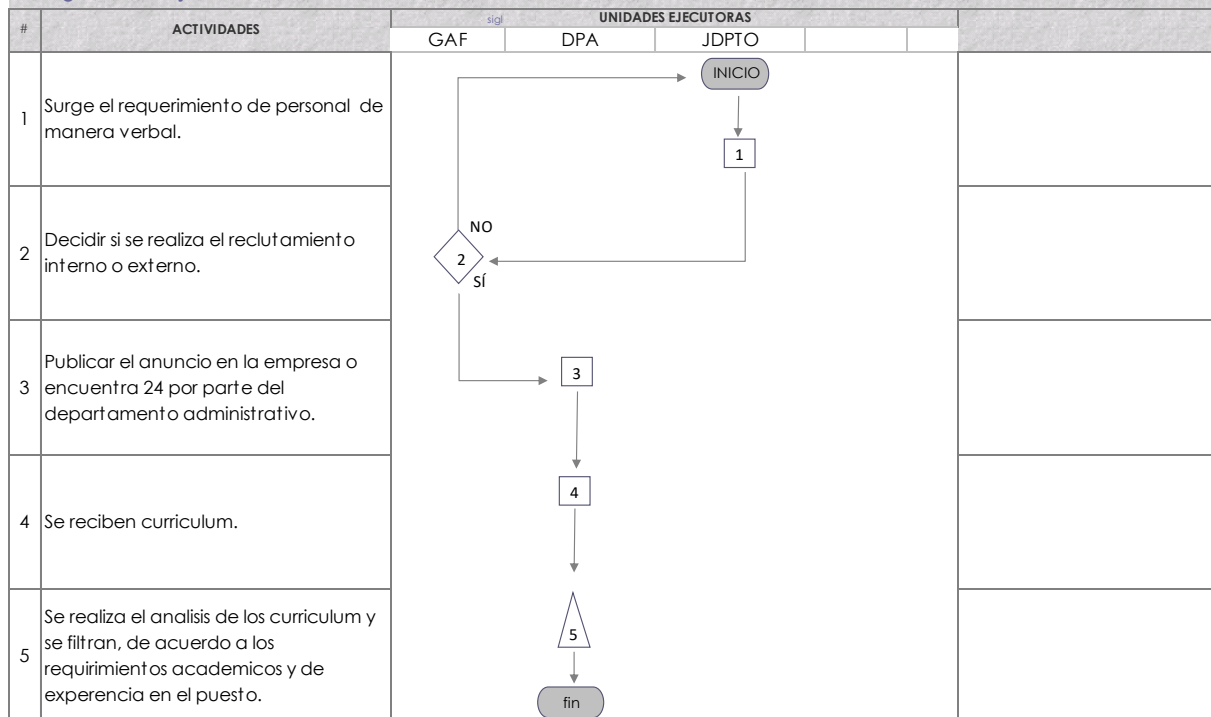 # ACTIVIDADES sigl UNIDADES EJECUTORAS
GAF DPA JDPTO
INICIO
1 Surge el requerimiento de personal de
manera verbal.
1
NO
2 Decidir si se realiza el reclutamiento
interno o externo.
2
SÍ
3 Publicar el anuncio en la empresa o
encuentra 24 por parte del
departamento administrativo.
3
4 Se reciben curriculum.
4
5 Se realiza el analisis de los curriculum y
se filtran, de acuerdo a los
requirimientos academicos y de
experencia en el puesto.
5
fin